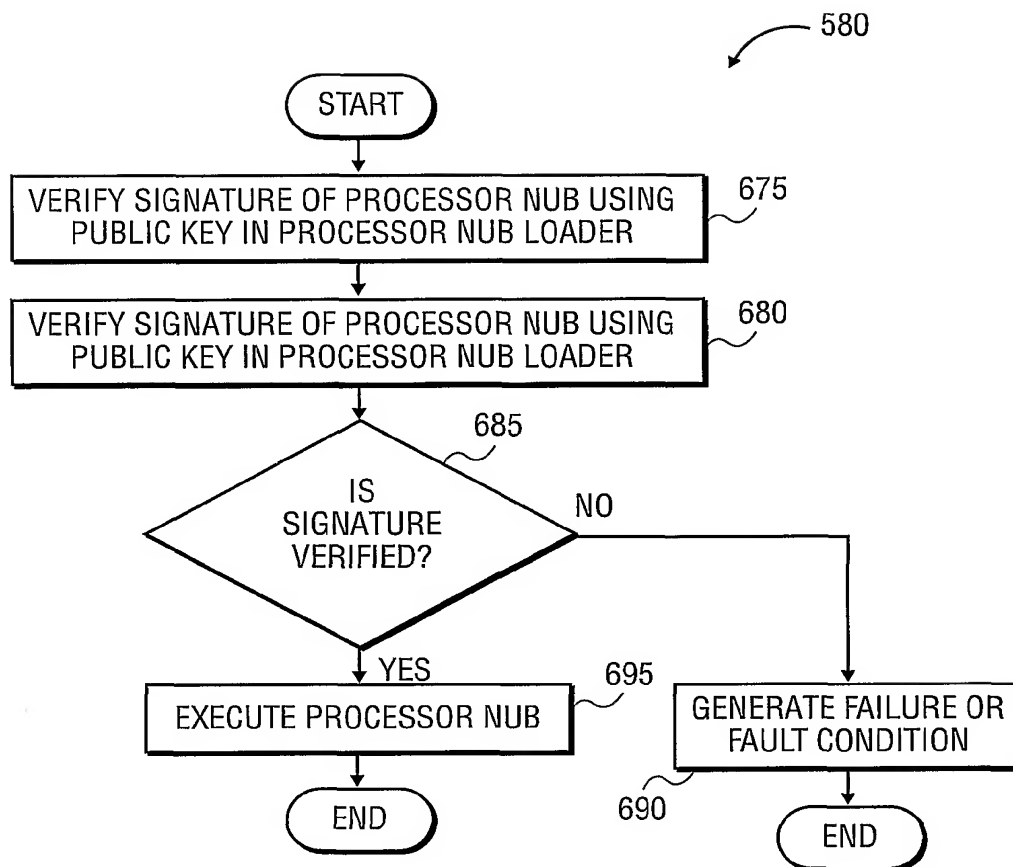 580
START
VERIFY SIGNATURE OF PROCESSOR NUB USING
PUBLIC KEY IN PROCESSOR NUB LOADER
675
VERIFY SIGNATURE OF PROCESSOR NUB USING
PUBLIC KEY IN PROCESSOR NUB LOADER
680
685
IS
SIGNATURE
VERIFIED?
NO
YES
EXECUTE PROCESSOR NUB
695
GENERATE FAILURE OR
FAULT CONDITION
690
END
END